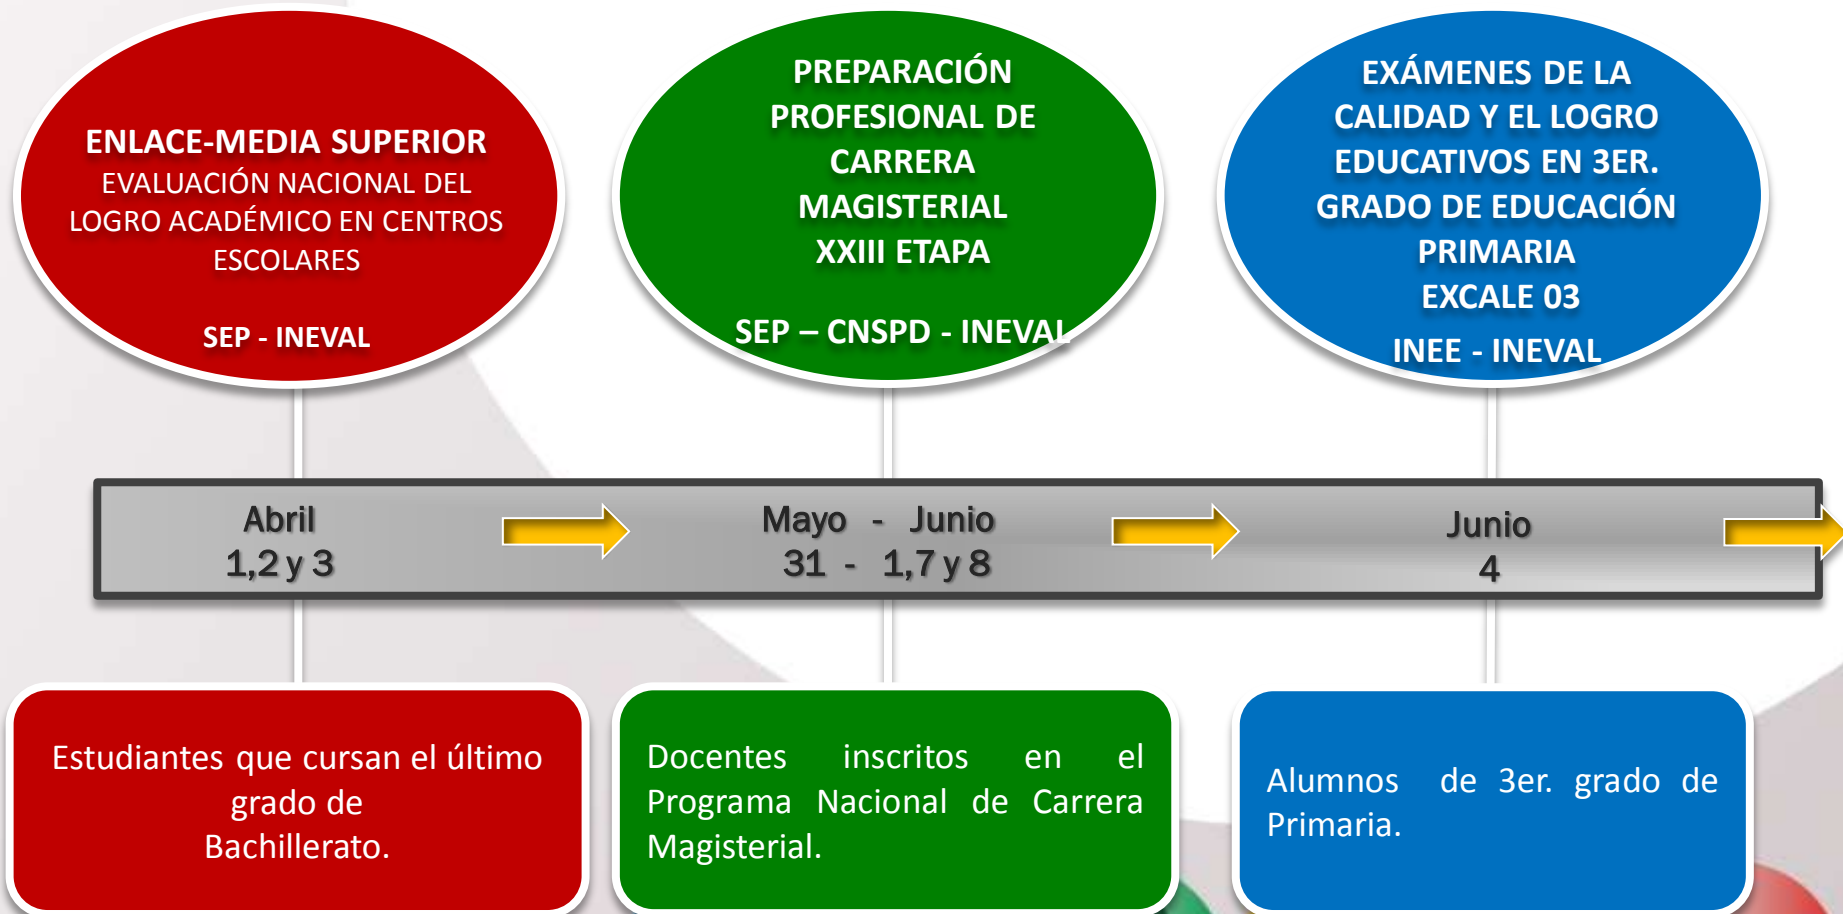 ENLACE-MEDIA SUPERIOR
EVALUACIÓN NACIONAL DEL
LOGRO ACADÉMICO EN CENTROS
ESCOLARES
SEP - INEVAL
PREPARACIÓN
PROFESIONAL DE
CARRERA
MAGISTERIAL
XXIII ETAPA
SEP – CNSPD - INEVAL
EXÁMENES DE LA
CALIDAD Y EL LOGRO
EDUCATIVOS EN 3ER.
GRADO DE EDUCACIÓN
PRIMARIA
EXCALE 03
INEE - INEVAL
Abril
1,2 y 3
Mayo - Junio
31 - 1,7 y 8
Junio
4
Estudiantes que cursan el último
grado de
Bachillerato.
Docentes inscritos en el
Programa Nacional de Carrera
Magisterial.
Alumnos de 3er. grado de
Primaria.